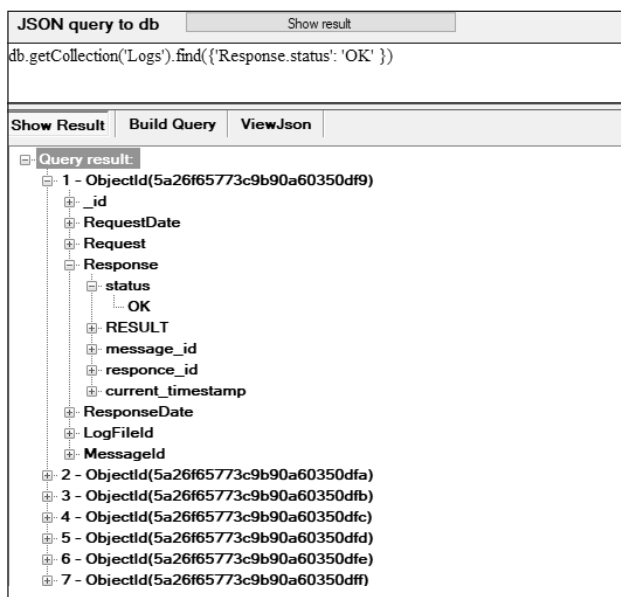 JSON query to db Show result
db.getCollection('Logs').find({'Response.status': 'OK' })
Show Result Build Query ViewJson
Query result:
1 - ObjectId(5a26f65773c9b90a60350df9)
_id
RequestDate
Request
Response
status
OK
RESULT
message_id
responce_id
current_timestamp
ResponseDate
LogFileId
MessageId
2 - ObjectId(5a26f65773c9b90a60350dfa)
3 - ObjectId(5a26f65773c9b90a60350dfb)
4 - ObjectId(5a26f65773c9b90a60350dfc)
5 - ObjectId(5a26f65773c9b90a60350dfd)
6 - ObjectId(5a26f65773c9b90a60350dfe)
7 - ObjectId(5a26f65773c9b90a60350dff)